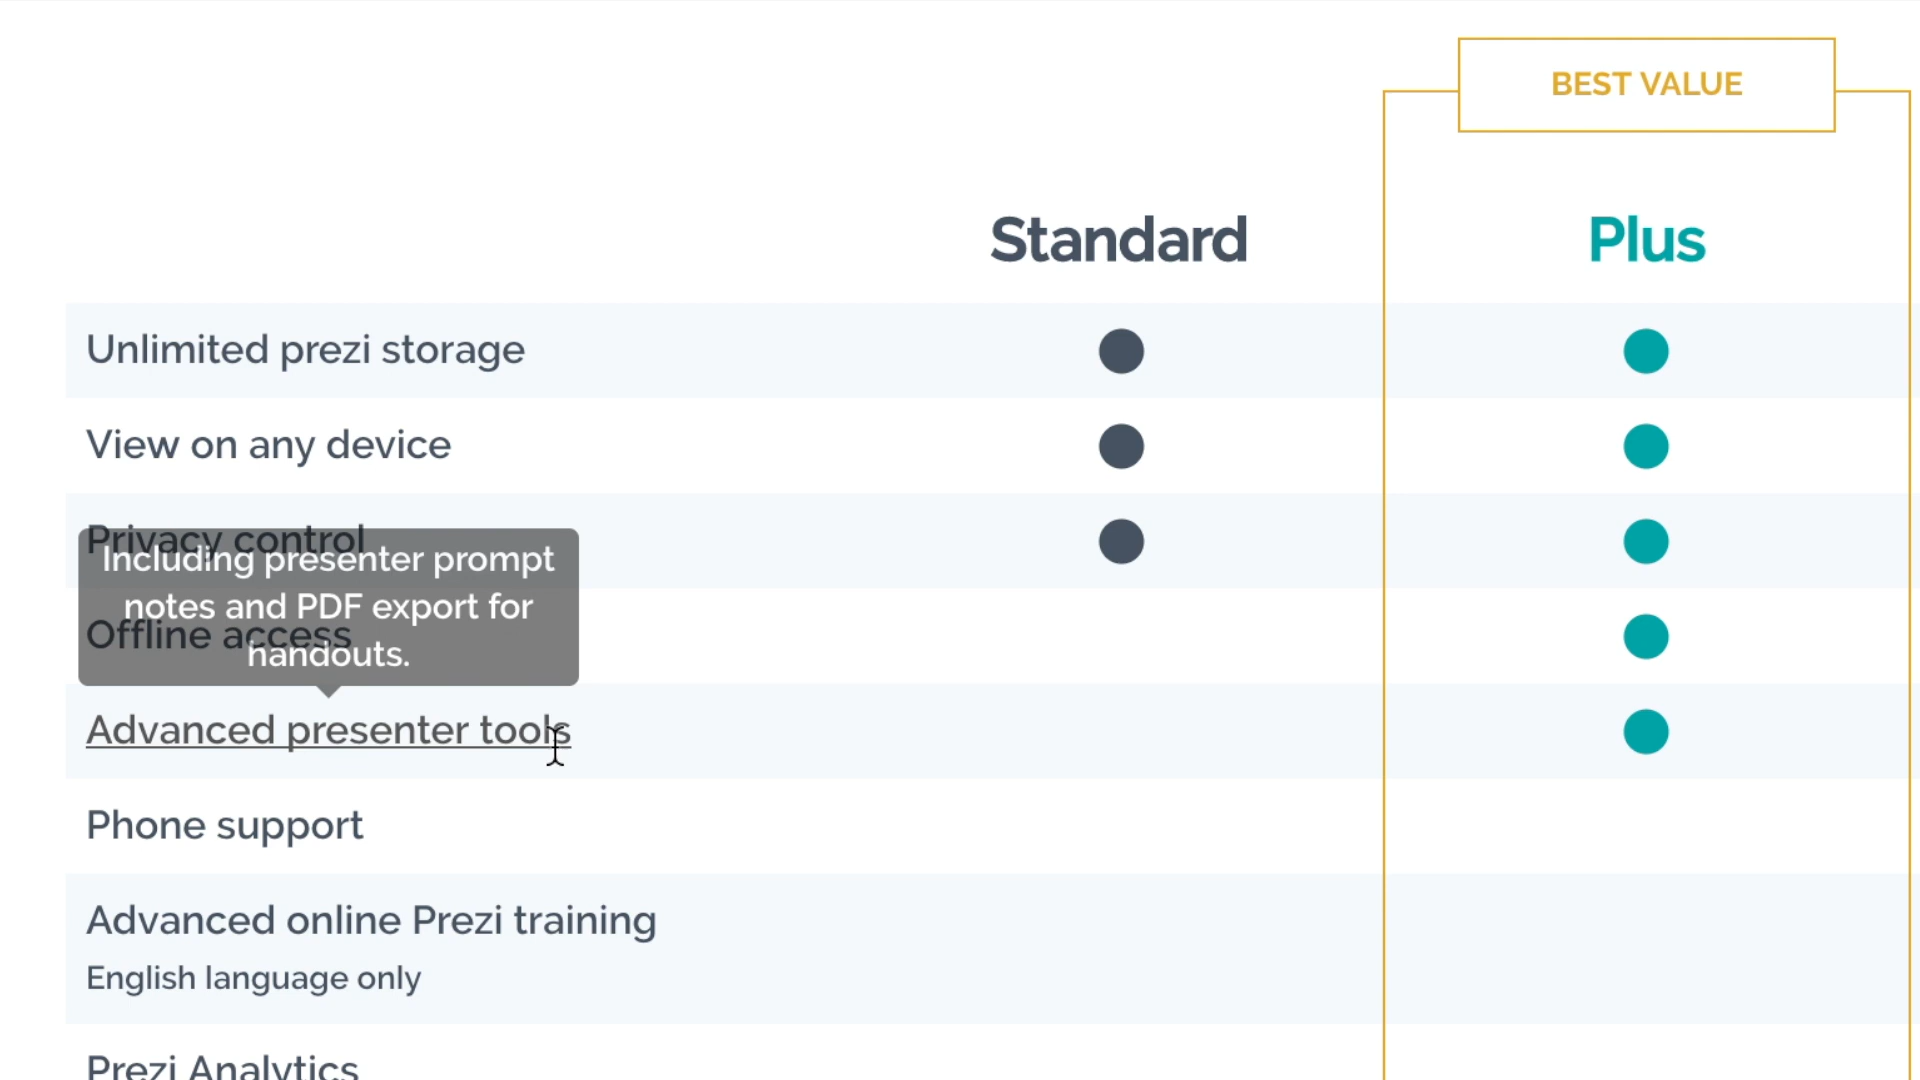 BEST VALUE
Standard
Plus
Unlimited prezi storage
View on any device
Privacy control
Including presenter prompt
notes and PDF export for
handouts.
Offline access
Advanced presenter tools
Phone support
Advanced online Prezi training
English language only
Prezi Analytics